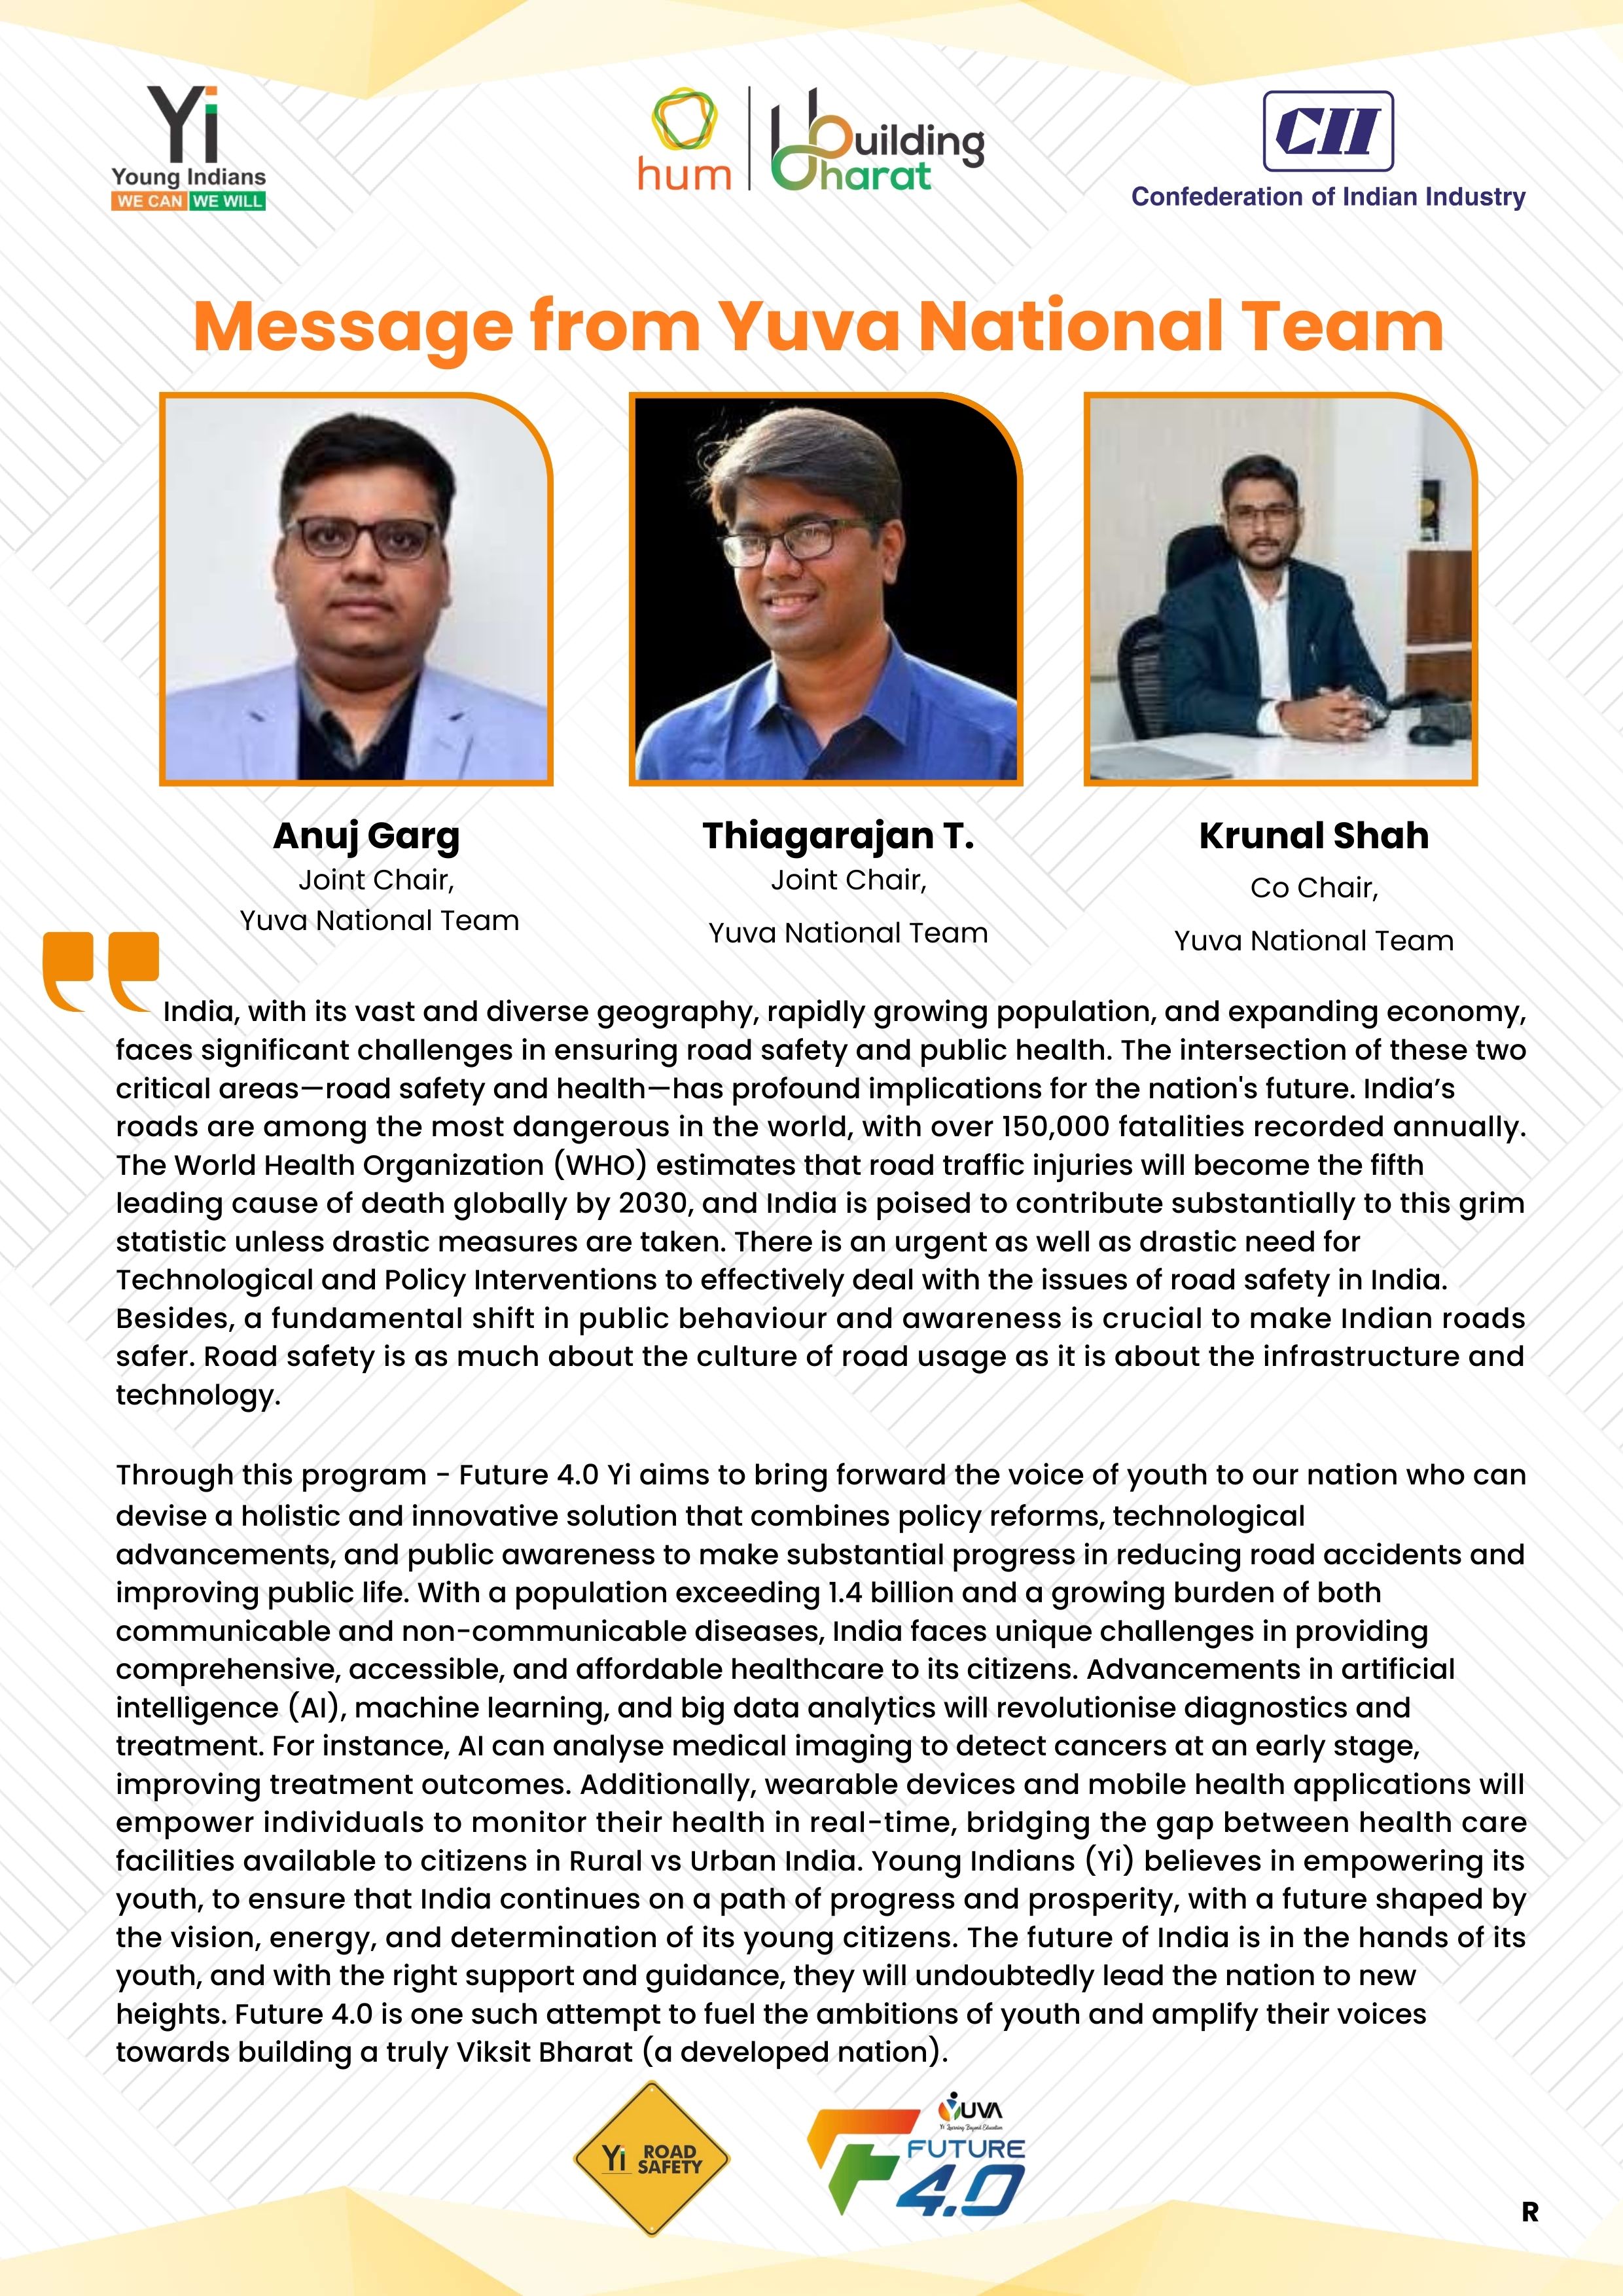 Yi
Young Indians
WE CAN WE WILL
hum
Building
Bharat
CII
Confederation of Indian Industry
Message from Yuva National Team
Anuj Garg
Joint Chair,
Yuva National Team
Thiagarajan T.
Joint Chair,
Yuva National Team
Krunal Shah
Co Chair,
Yuva National Team
India, with its vast and diverse geography, rapidly growing population, and expanding economy,
faces significant challenges in ensuring road safety and public health. The intersection of these two
critical areas—road safety and health—has profound implications for the nation's future. India’s
roads are among the most dangerous in the world, with over 150,000 fatalities recorded annually.
The World Health Organization (WHO) estimates that road traffic injuries will become the fifth
leading cause of death globally by 2030, and India is poised to contribute substantially to this grim
statistic unless drastic measures are taken. There is an urgent as well as drastic need for
Technological and Policy Interventions to effectively deal with the issues of road safety in India.
Besides, a fundamental shift in public behaviour and awareness is crucial to make Indian roads
safer. Road safety is as much about the culture of road usage as it is about the infrastructure and
technology.
Through this program - Future 4.0 Yi aims to bring forward the voice of youth to our nation who can
devise a holistic and innovative solution that combines policy reforms, technological
advancements, and public awareness to make substantial progress in reducing road accidents and
improving public life. With a population exceeding 1.4 billion and a growing burden of both
communicable and non-communicable diseases, India faces unique challenges in providing
comprehensive, accessible, and affordable healthcare to its citizens. Advancements in artificial
intelligence (AI), machine learning, and big data analytics will revolutionise diagnostics and
treatment. For instance, AI can analyse medical imaging to detect cancers at an early stage,
improving treatment outcomes. Additionally, wearable devices and mobile health applications will
empower individuals to monitor their health in real-time, bridging the gap between health care
facilities available to citizens in Rural vs Urban India. Young Indians (Yi) believes in empowering its
youth, to ensure that India continues on a path of progress and prosperity, with a future shaped by
the vision, energy, and determination of its young citizens. The future of India is in the hands of its
youth, and with the right support and guidance, they will undoubtedly lead the nation to new
heights. Future 4.0 is one such attempt to fuel the ambitions of youth and amplify their voices
towards building a truly Viksit Bharat (a developed nation).
Yi ROAD
SAFETY
YUVA
Yi Learning Beyond Education
FUTURE
4.0
R